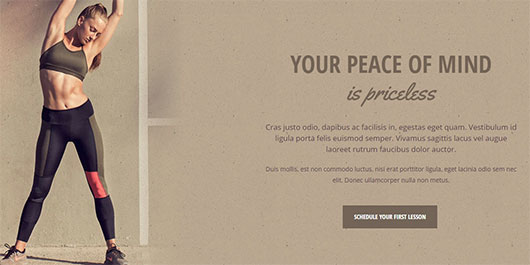 YOUR PEACE OF MIND
is priceless
Cras justo odio, dapibus ac facilisis in, egestas eget quam. Vestibulum id
ligula porta felis euismod semper. Vivamus sagittis lacus vel augue
laoreet rutrum faucibus dolor auctor.
Duis mollis, est non commodo luctus, nisi erat porttitor ligula, eget lacinia odio sem nec
elit. Donec ullamcorper nulla non metus.
SCHEDULE YOUR FIRST LESSON